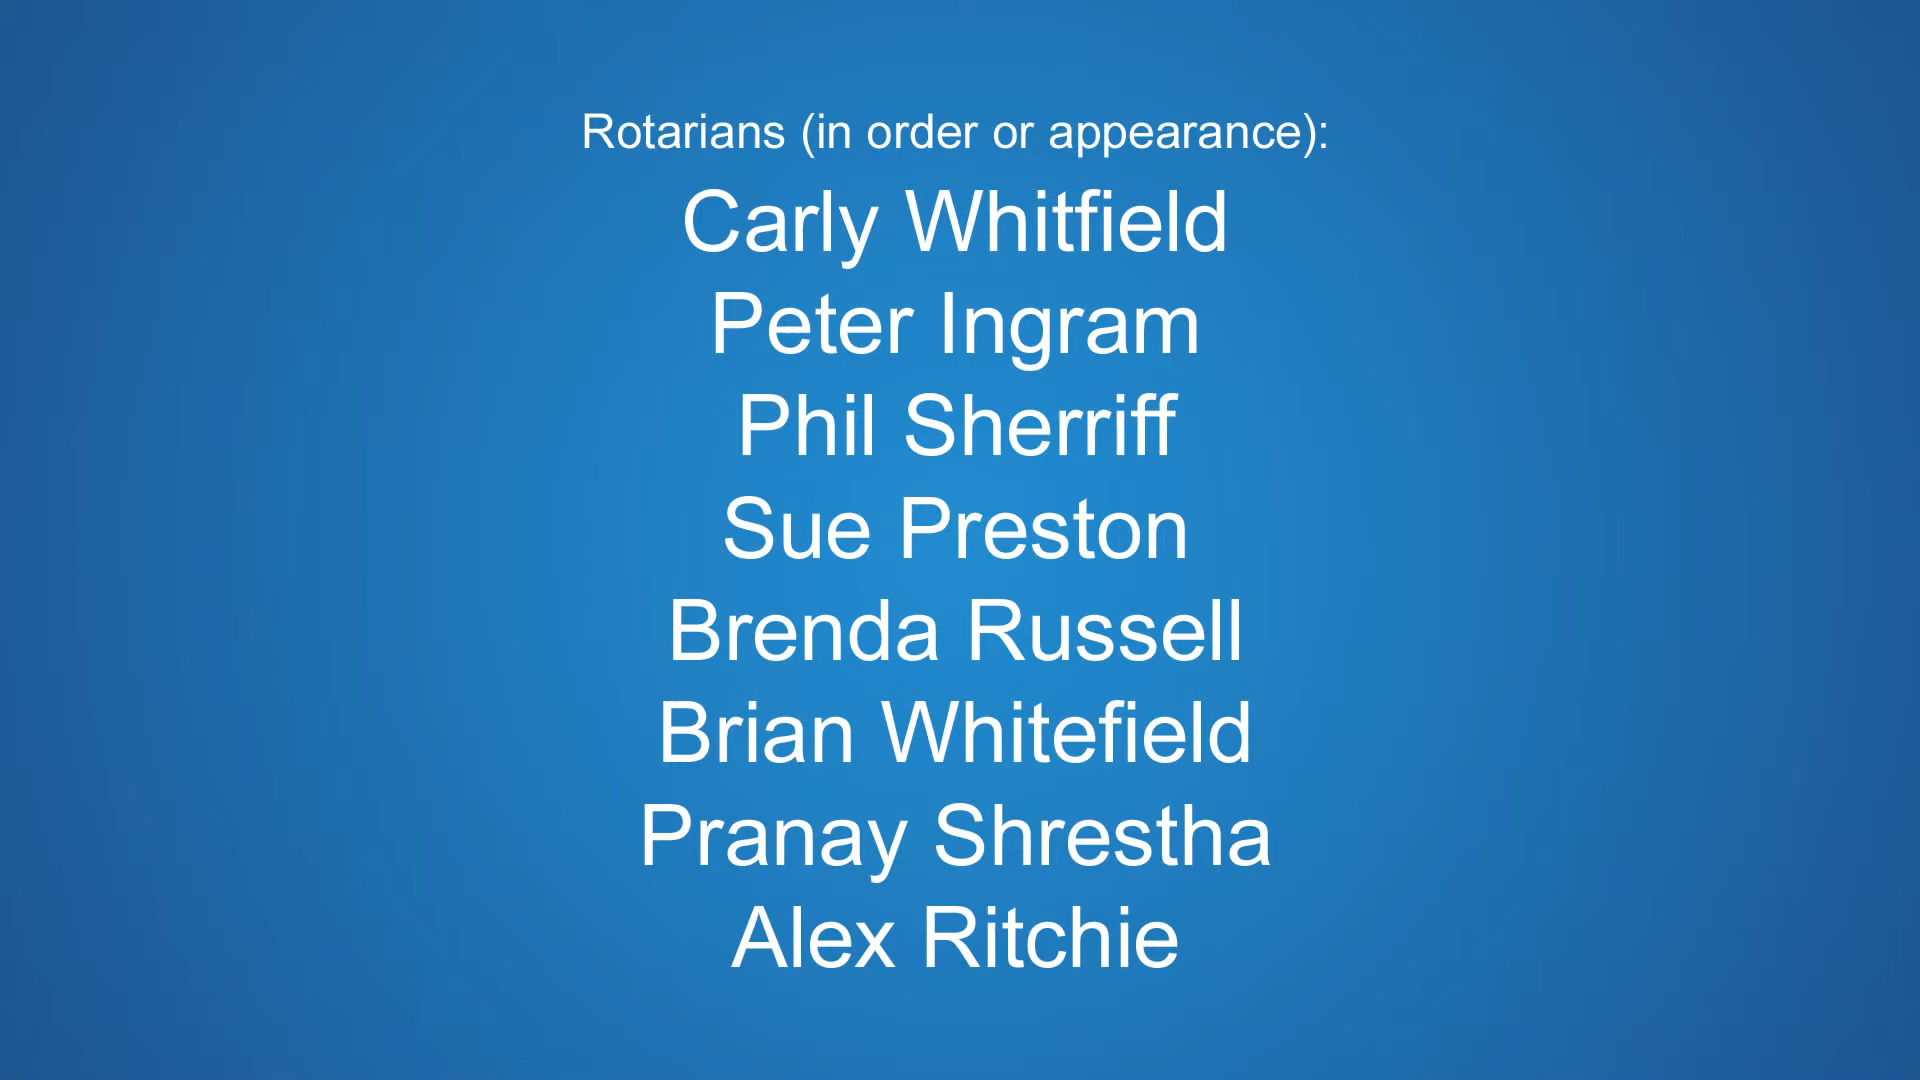 Rotarians (in order or appearance):
Carly Whitfield
Peter Ingram
Phil Sherriff
Sue Preston
Brenda Russell
Brian Whitefield
Pranay Shrestha
Alex Ritchie